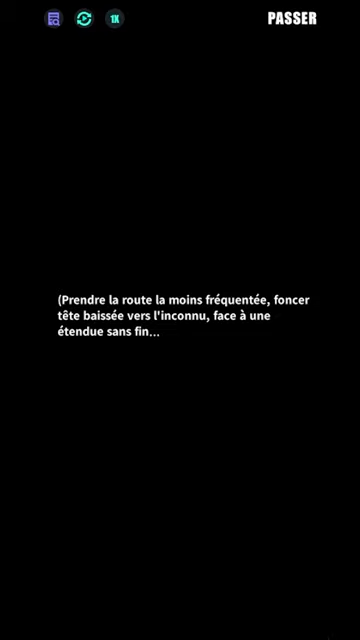 1X
PASSER
(Prendre la route la moins fréquentée, foncer
tête baissée vers l'inconnu, face à une
étendue sans fin...